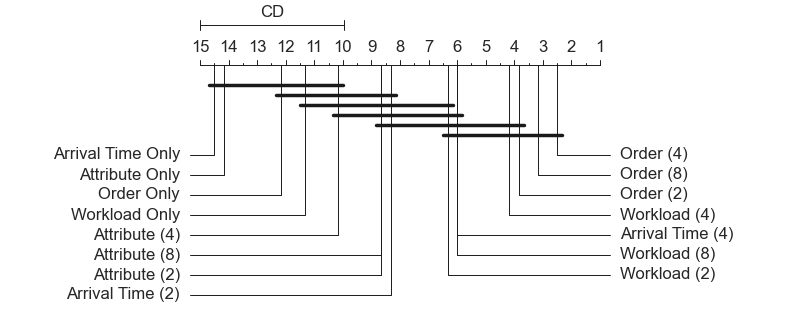 CD
15 14 13 12 11 10 9 8 7 6 5 4 3 2 1
Arrival Time Only
Attribute Only
Order Only
Workload Only
Attribute (4)
Attribute (8)
Attribute (2)
Arrival Time (2)
Order (4)
Order (8)
Order (2)
Workload (4)
Arrival Time (4)
Workload (8)
Workload (2)